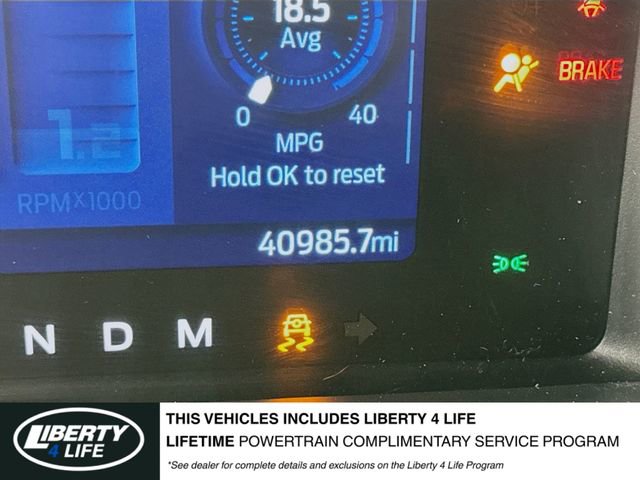 18.5
Avg
0 40
MPG
Hold OK to reset
1.2
RPMX1000
40985.7mi
BRAKE
N D M
LIBERTY
4 LIFE
THIS VEHICLES INCLUDES LIBERTY 4 LIFE
LIFETIME POWERTRAIN COMPLIMENTARY SERVICE PROGRAM
*See dealer for complete details and exclusions on the Liberty 4 Life Program